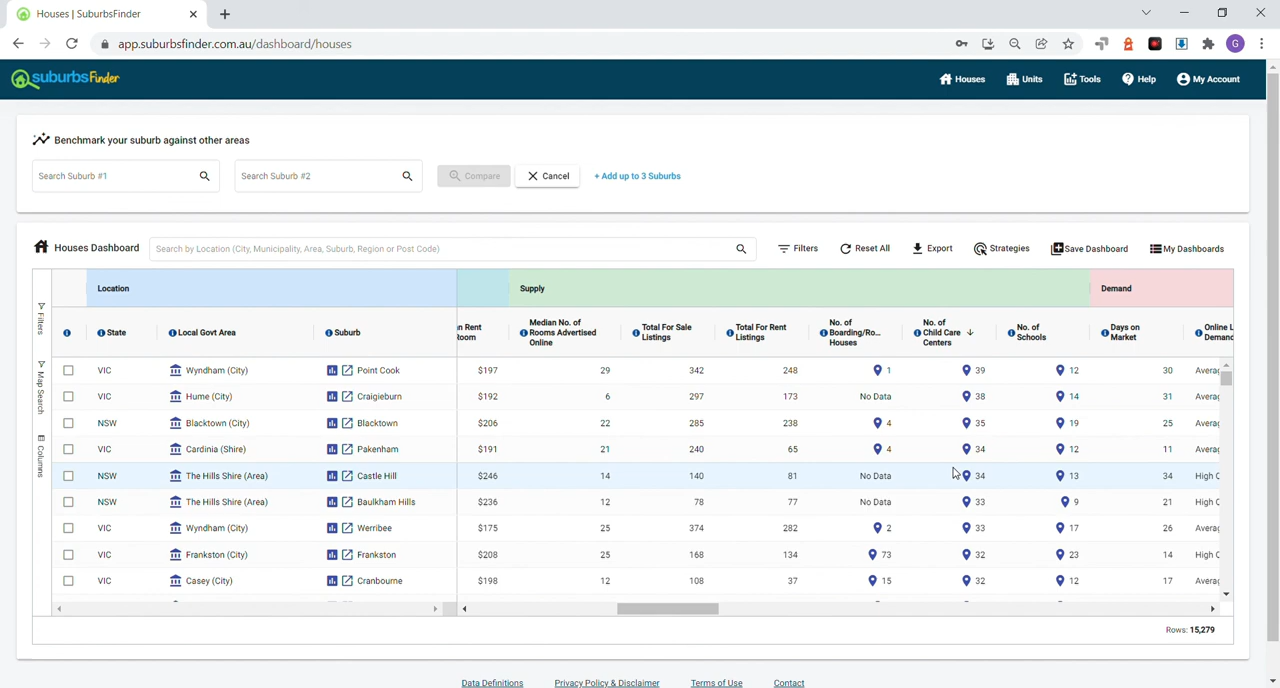 Houses | SuburbsFinder
app.suburbsfinder.com.au/dashboard/houses
G
suburbsFinder
Houses
Units
Tools
Help
My Account
Benchmark your suburb against other areas
Search Suburb #1
Search Suburb #2
Compare
Cancel
+ Add up to 3 Suburbs
Houses Dashboard
Search by Location (City, Municipality, Area, Suburb, Region or Post Code)
Filters
Reset All
Export
Strategies
Save Dashboard
My Dashboards
Filters
Map Search
Columns
Location Supply Demand
State Local Govt Area Suburb n Rent Room Median No. of Rooms Advertised Online Total For Sale Listings Total For Rent Listings No. of Boarding/Ro... Houses No. of Child Care Centers No. of Schools Days on Market Online L Demand
VIC Wyndham (City) Point Cook $197 29 342 248 1 39 12 30 Averag
VIC Hume (City) Craigieburn $192 6 297 173 No Data 38 14 31 Averag
NSW Blacktown (City) Blacktown $206 22 285 238 4 35 19 25 Averag
VIC Cardinia (Shire) Pakenham $191 21 240 65 4 34 12 11 Averag
NSW The Hills Shire (Area) Castle Hill $246 14 140 81 No Data 34 13 34 High
NSW The Hills Shire (Area) Baulkham Hills $236 12 78 77 No Data 33 9 21 High
VIC Wyndham (City) Werribee $175 25 374 282 2 33 17 26 Averag
VIC Frankston (City) Frankston $208 25 168 134 73 32 23 14 High
VIC Casey (City) Cranbourne $198 12 108 37 15 32 12 17 Averag
Rows: 15,279
Data Definitions
Privacy Policy & Disclaimer
Terms of Use
Contact